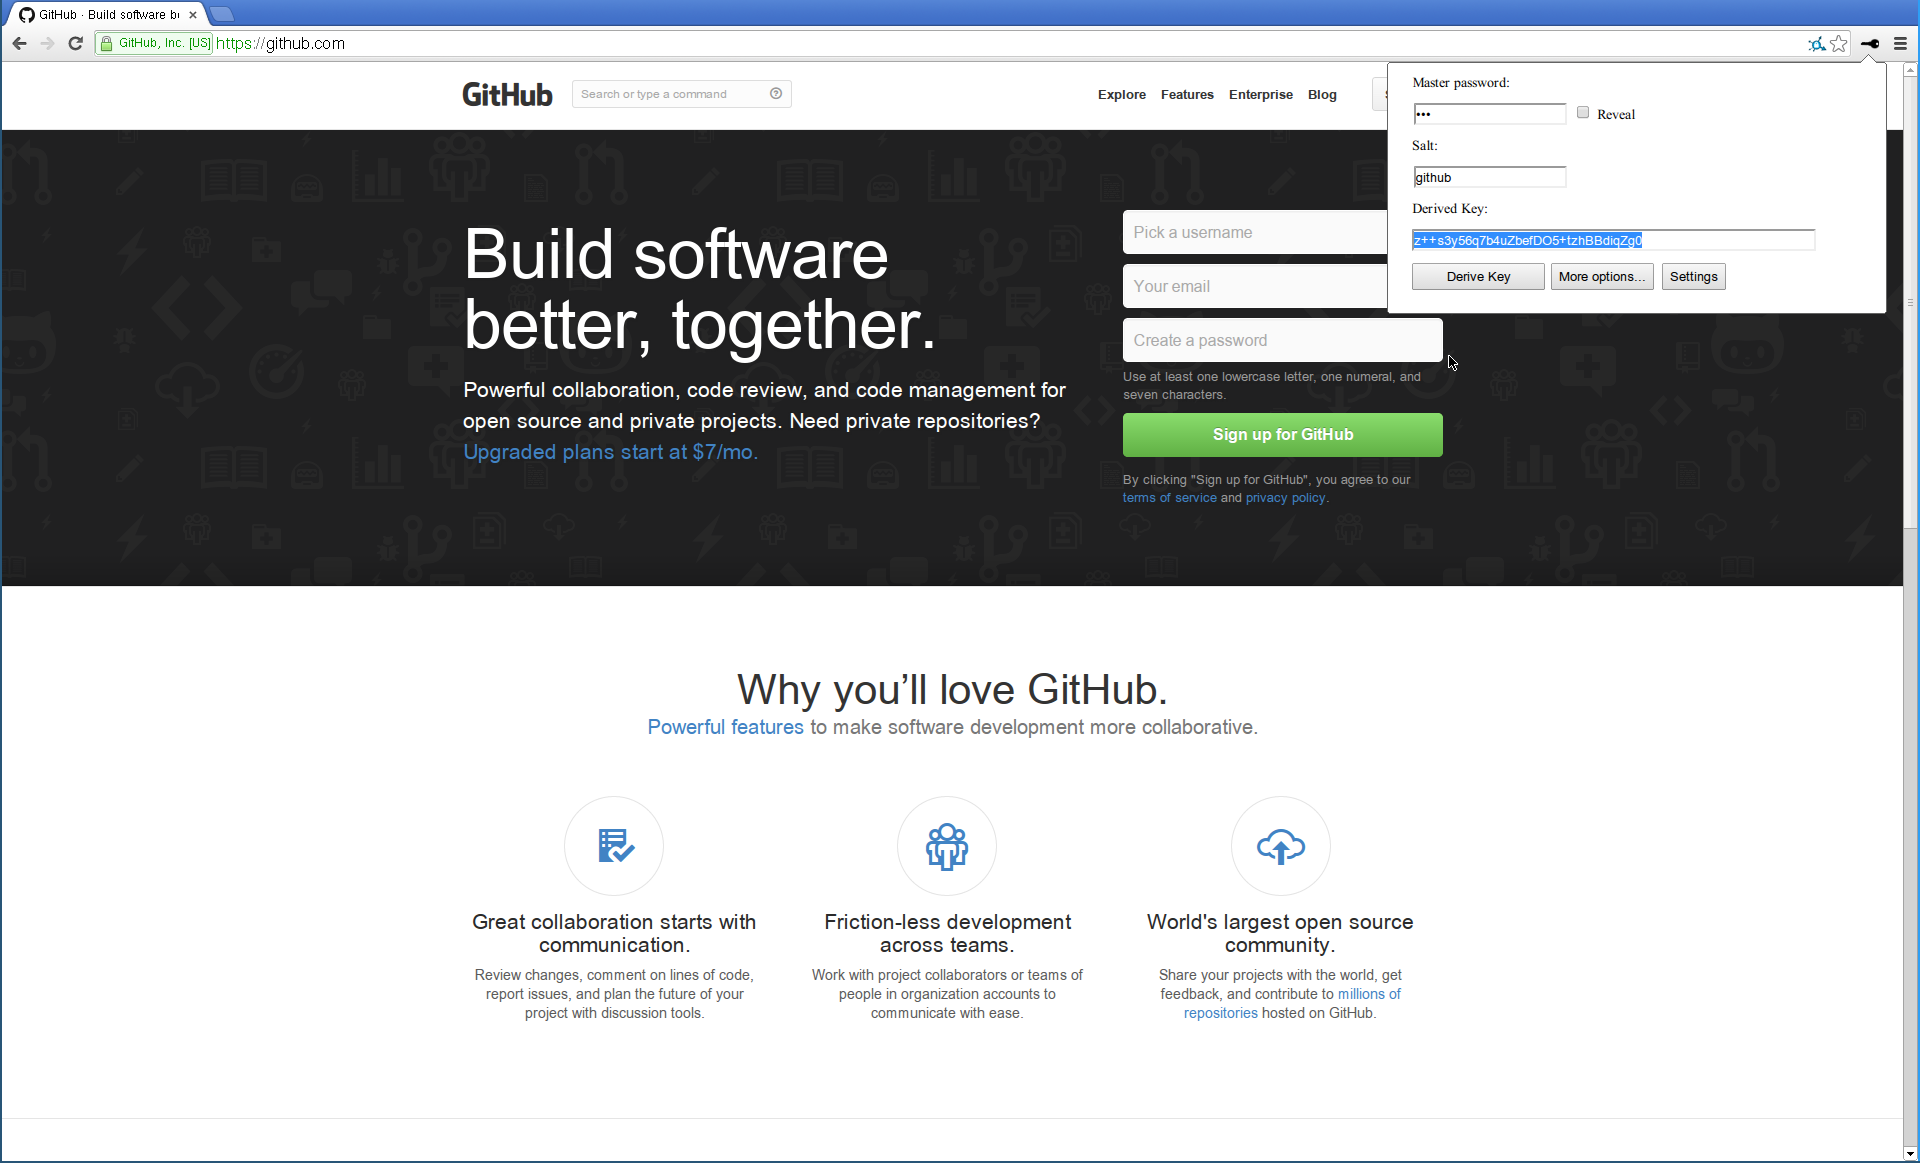 GitHub · Build software be
GitHub, Inc. [US] https://github.com
GitHub
Search or type a command
Explore Features Enterprise Blog
Master password:
•••
Reveal
Salt:
github
Derived Key:
z++s3y56q7b4uZbefDO5+tzhBBdiqZg0
Derive Key More options... Settings
Build software
better, together.
Powerful collaboration, code review, and code management for
open source and private projects. Need private repositories?
Upgraded plans start at $7/mo.
Pick a username
Your email
Create a password
Use at least one lowercase letter, one numeral, and
seven characters.
Sign up for GitHub
By clicking "Sign up for GitHub", you agree to our
terms of service and privacy policy.
Why you’ll love GitHub.
Powerful features to make software development more collaborative.
Great collaboration starts with
communication.
Review changes, comment on lines of code,
report issues, and plan the future of your
project with discussion tools.
Friction-less development
across teams.
Work with project collaborators or teams of
people in organization accounts to
communicate with ease.
World's largest open source
community.
Share your projects with the world, get
feedback, and contribute to millions of
repositories hosted on GitHub.